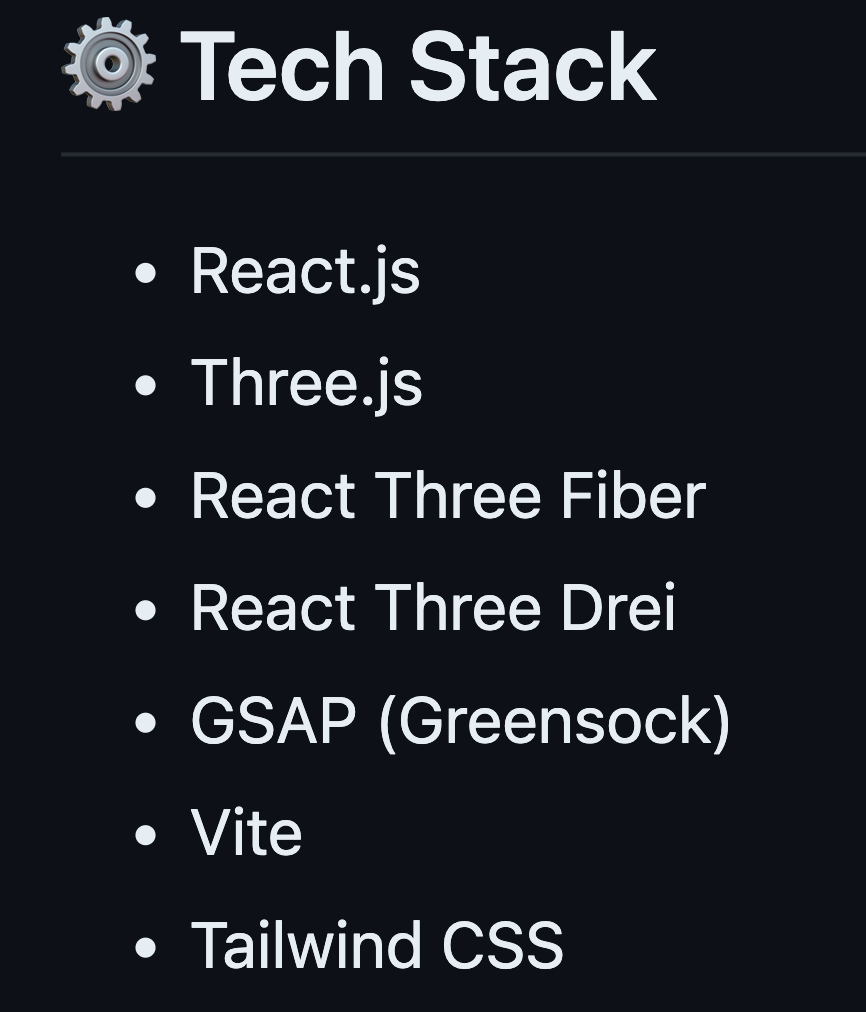 ⚙️ Tech Stack
• React.js
• Three.js
• React Three Fiber
• React Three Drei
• GSAP (Greensock)
• Vite
• Tailwind CSS